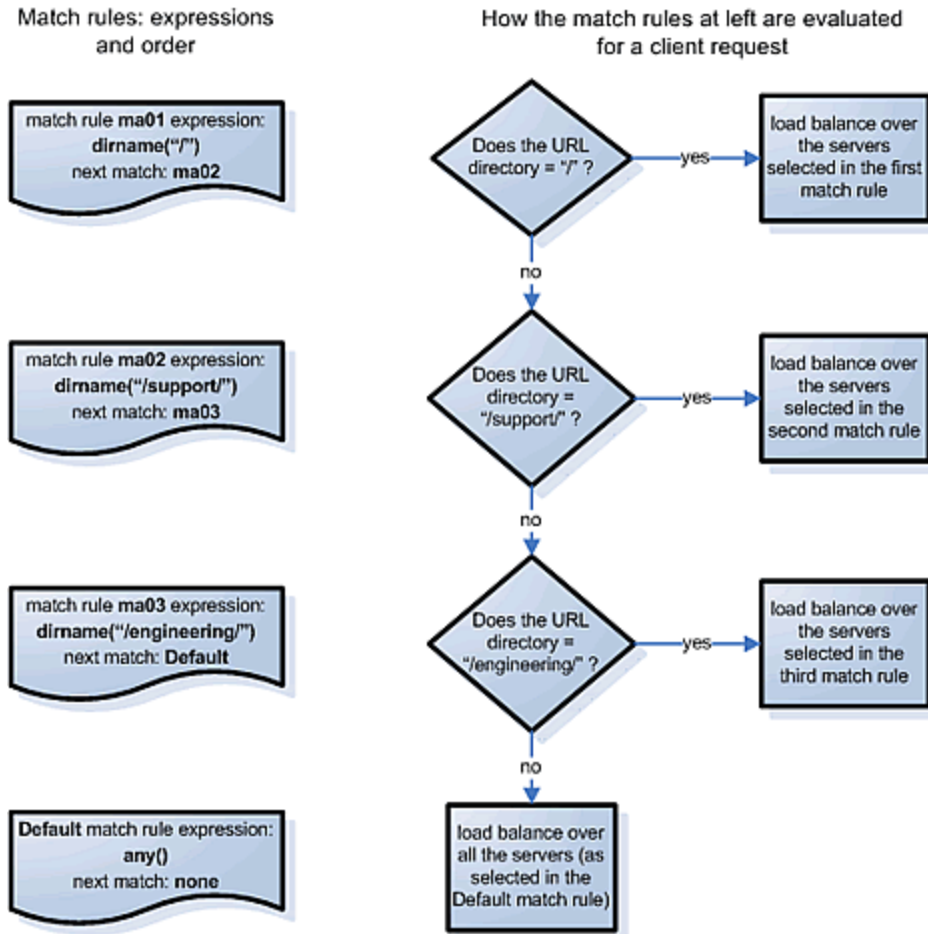 Match rules: expressions
and order
How the match rules at left are evaluated
for a client request
match rule ma01 expression:
dirname(“/”)
next match: ma02
Does the URL
directory = “/” ?
yes
load balance over
the servers
selected in the first
match rule
no
match rule ma02 expression:
dirname(“/support/”)
next match: ma03
Does the URL
directory =
“/support/” ?
yes
load balance over
the servers
selected in the
second match rule
no
match rule ma03 expression:
dirname(“/engineering/”)
next match: Default
Does the URL
directory =
“/engineering/” ?
yes
load balance over
the servers
selected in the
third match rule
no
Default match rule expression:
any()
next match: none
load balance over
all the servers (as
selected in the
Default match rule)